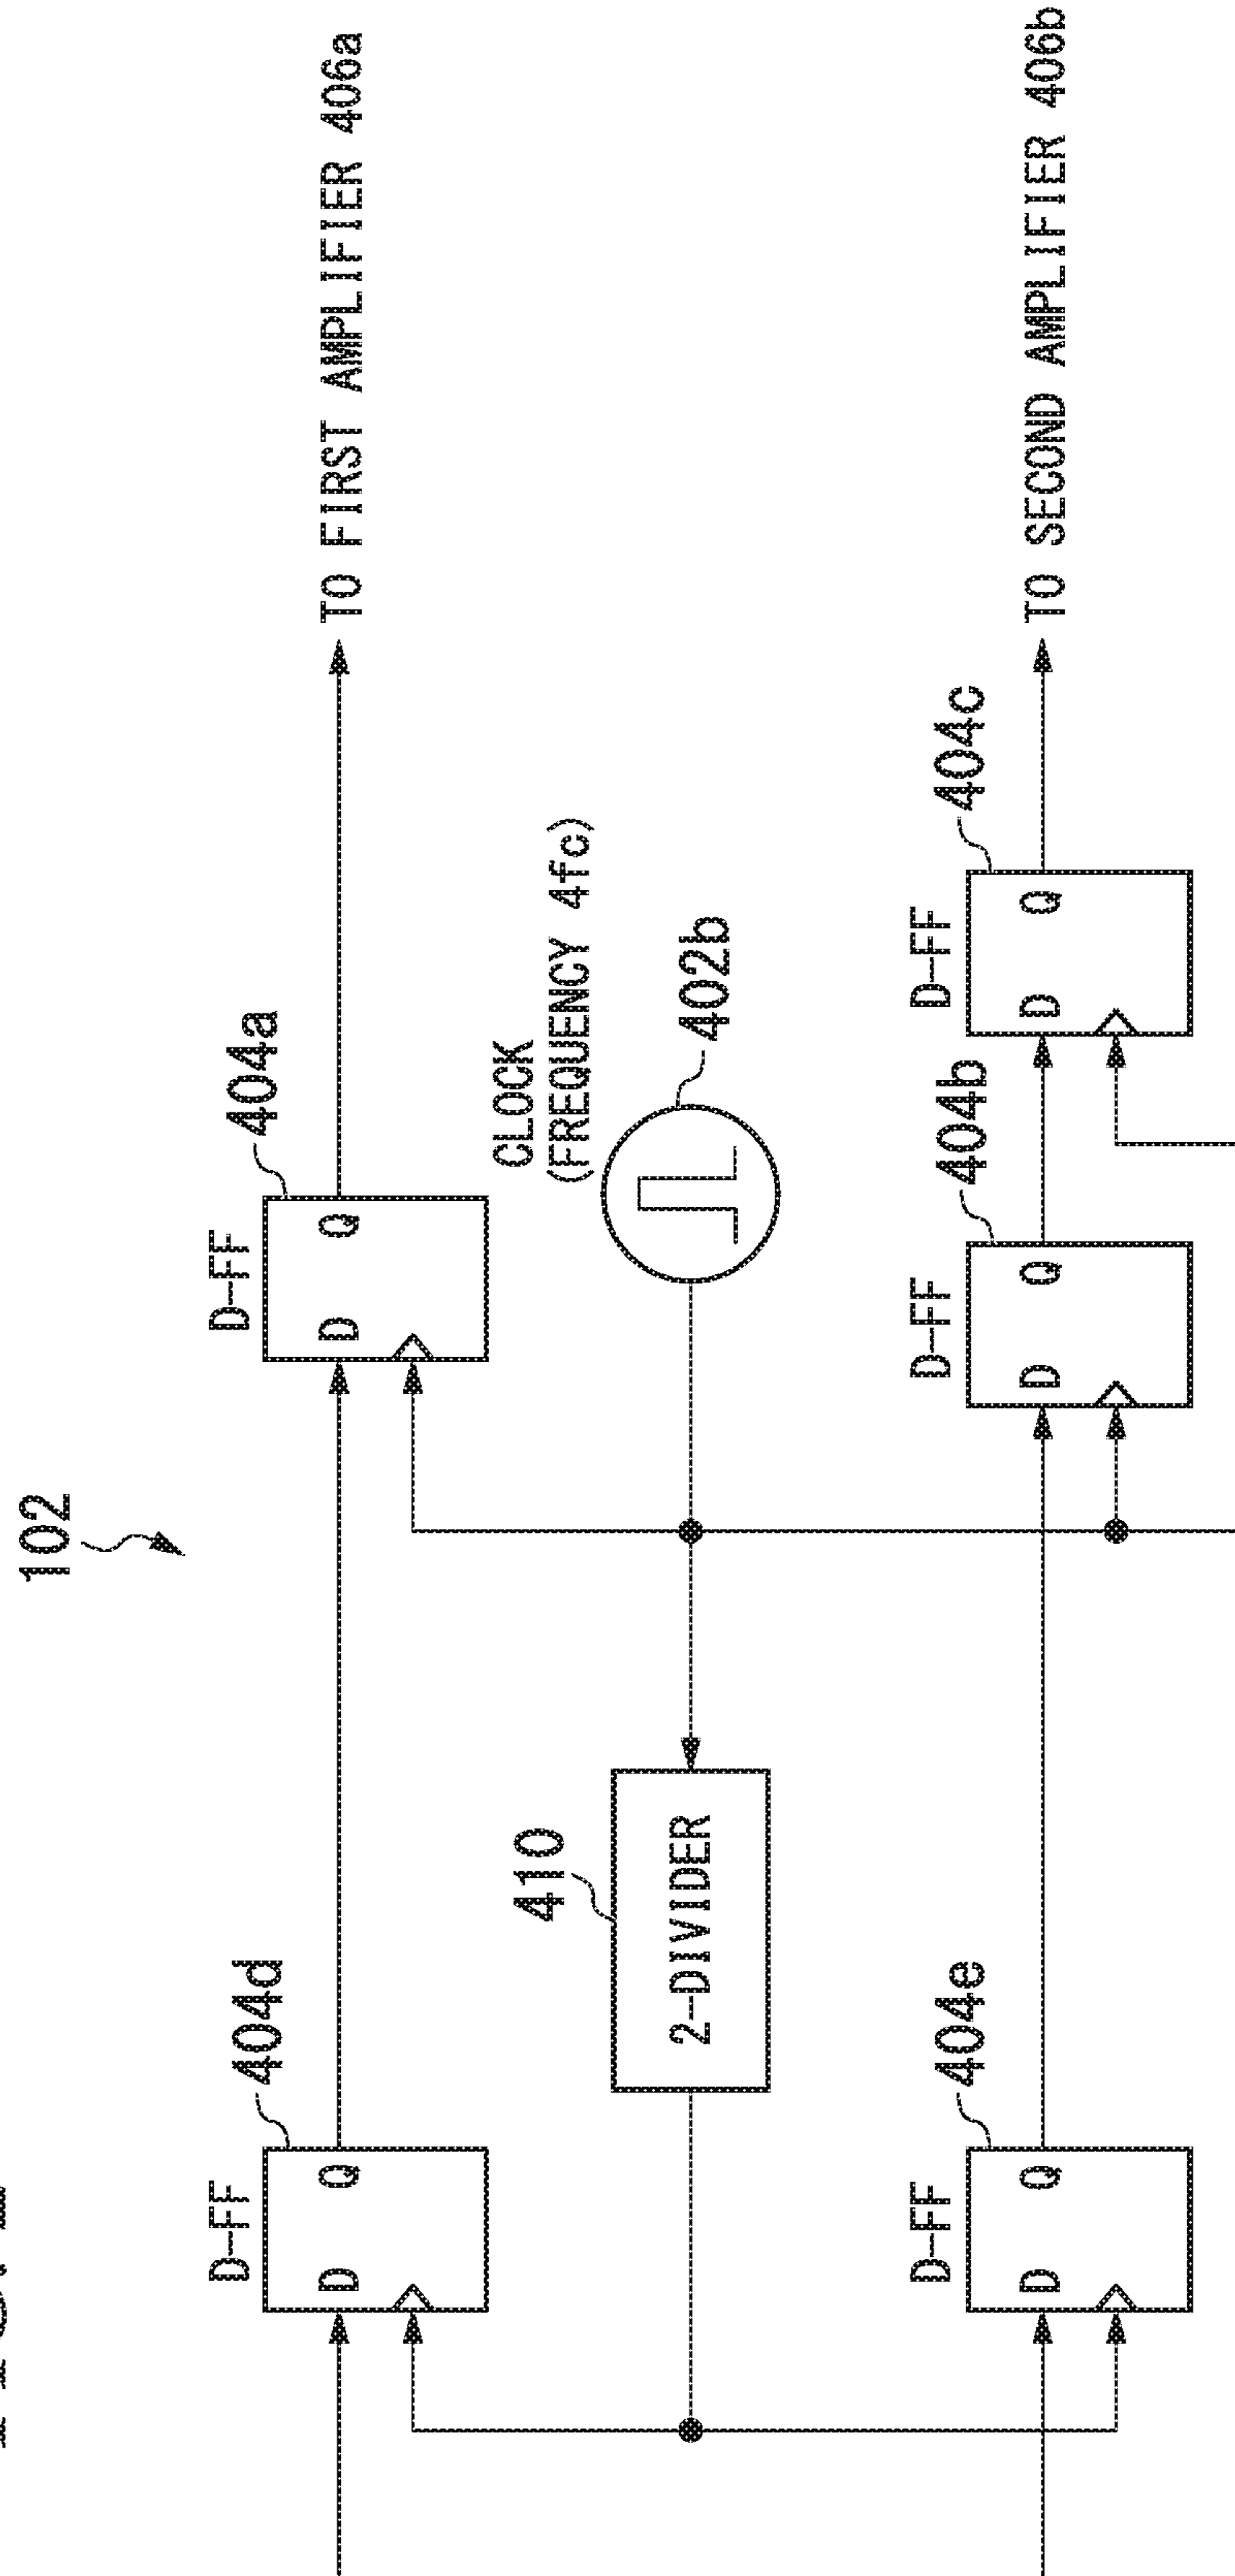 102
D-FF
404d
D
Q
D-FF
404a
D
Q
TO FIRST AMPLIFIER 406a
410
2-DIVIDER
CLOCK
(FREQUENCY 4fc)
402b
D-FF
404e
D
Q
D-FF
404b
D
Q
D-FF
404c
D
Q
TO SECOND AMPLIFIER 406b